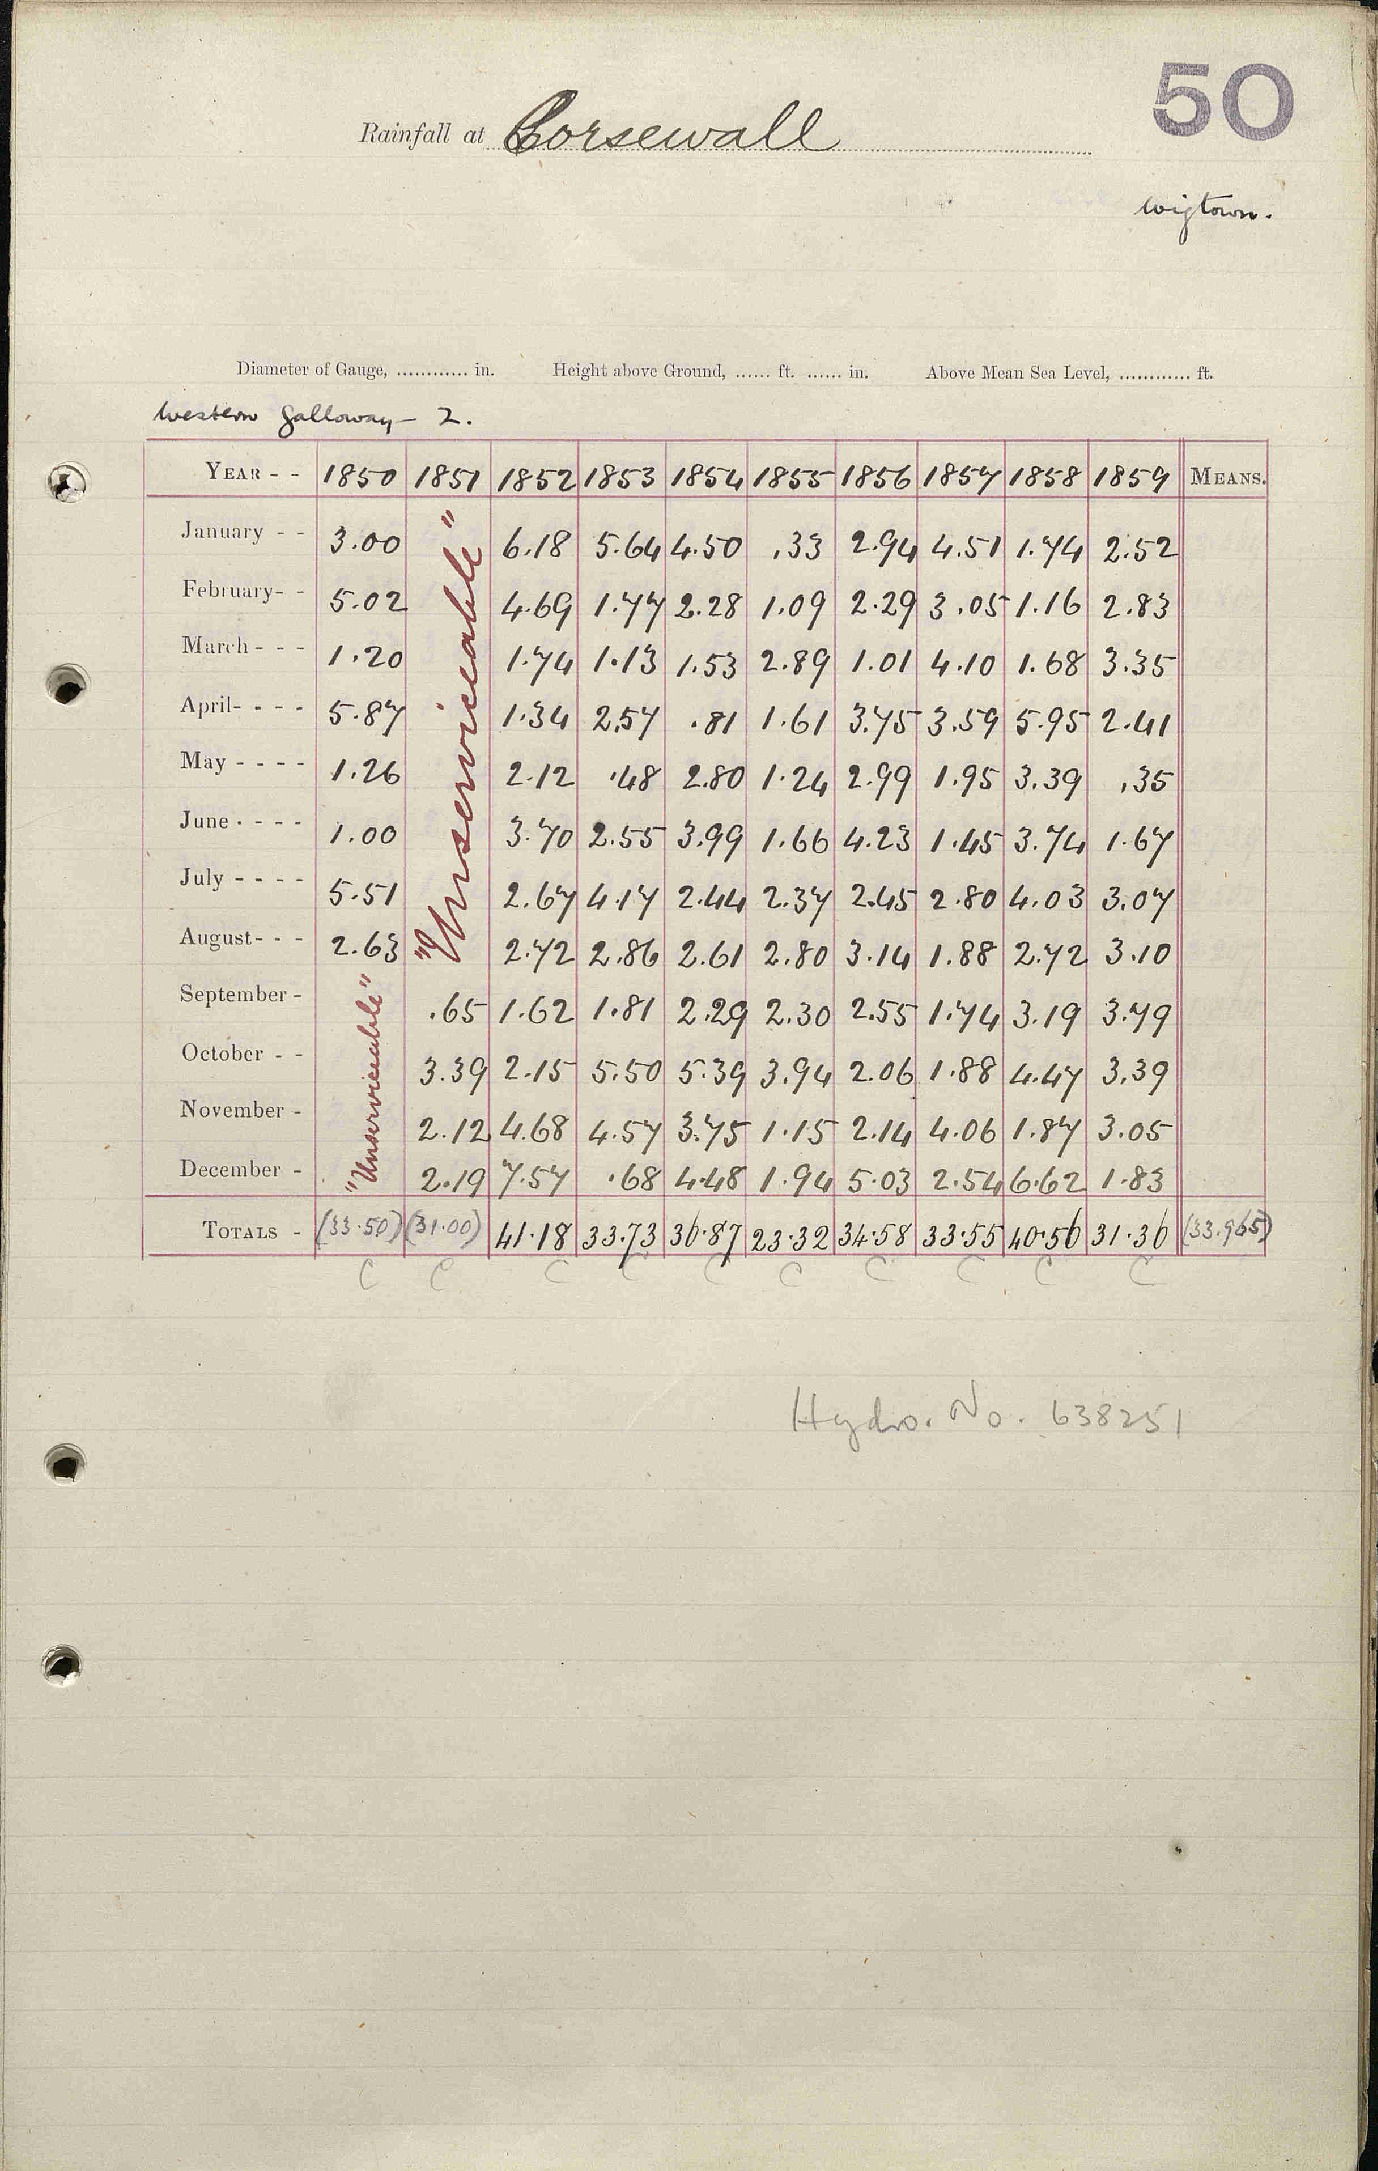 50
Rainfall at Corsewall
Wigtown.
Diameter of Gauge, ............ in. Height above Ground, ...... ft. ...... in. Above Mean Sea Level, ............ ft.
Western Galloway — 2.
YEAR - - 1850 1851 1852 1853 1854 1855 1856 1857 1858 1859 MEANS.
January - - 3.00 6.18 5.64 4.50 .33 2.94 4.51 1.74 2.52
February- - 5.02 4.69 1.77 2.28 1.09 2.29 3.05 1.16 2.83
March - - - 1.20 1.74 1.13 1.53 2.89 1.01 4.10 1.68 3.35
April- - - - 5.87 1.34 2.57 .81 1.61 3.75 3.59 5.95 2.41
May - - - - 1.26 2.12 .48 2.80 1.24 2.99 1.95 3.39 .35
June - - - - 1.00 3.70 2.55 3.99 1.66 4.23 1.45 3.74 1.67
July - - - - 5.51 2.67 4.17 2.44 2.37 2.45 2.80 4.03 3.07
August- - - 2.63 "Unserviceable" 2.72 2.86 2.61 2.80 3.14 1.88 2.72 3.10
September - .65 1.62 1.81 2.29 2.30 2.55 1.74 3.19 3.79
October - - 3.39 2.15 5.50 5.39 3.94 2.06 1.88 4.47 3.39
November - 2.12 4.68 4.57 3.75 1.15 2.14 4.06 1.87 3.05
December - "Unserviceable" 2.19 7.57 .68 4.48 1.94 5.03 2.54 6.62 1.83
TOTALS - (33.50) (31.00) 41.18 33.73 36.87 23.32 34.58 33.55 40.56 31.36 (33.965)
C C C C C C C C C C
Hydro. No. 638251